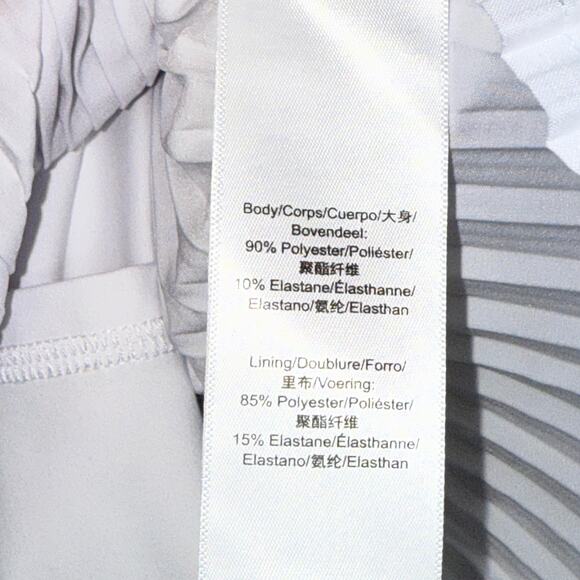 Body/Corps/Cuerpo/大身/
Bovendeel:
90% Polyester/Poliéster/
聚酯纤维
10% Elastane/Élasthanne/
Elastano/氨纶/Elasthan
Lining/Doublure/Forro/
里布/Voering:
85% Polyester/Poliéster/
聚酯纤维
15% Elastane/Élasthanne/
Elastano/氨纶/Elasthan